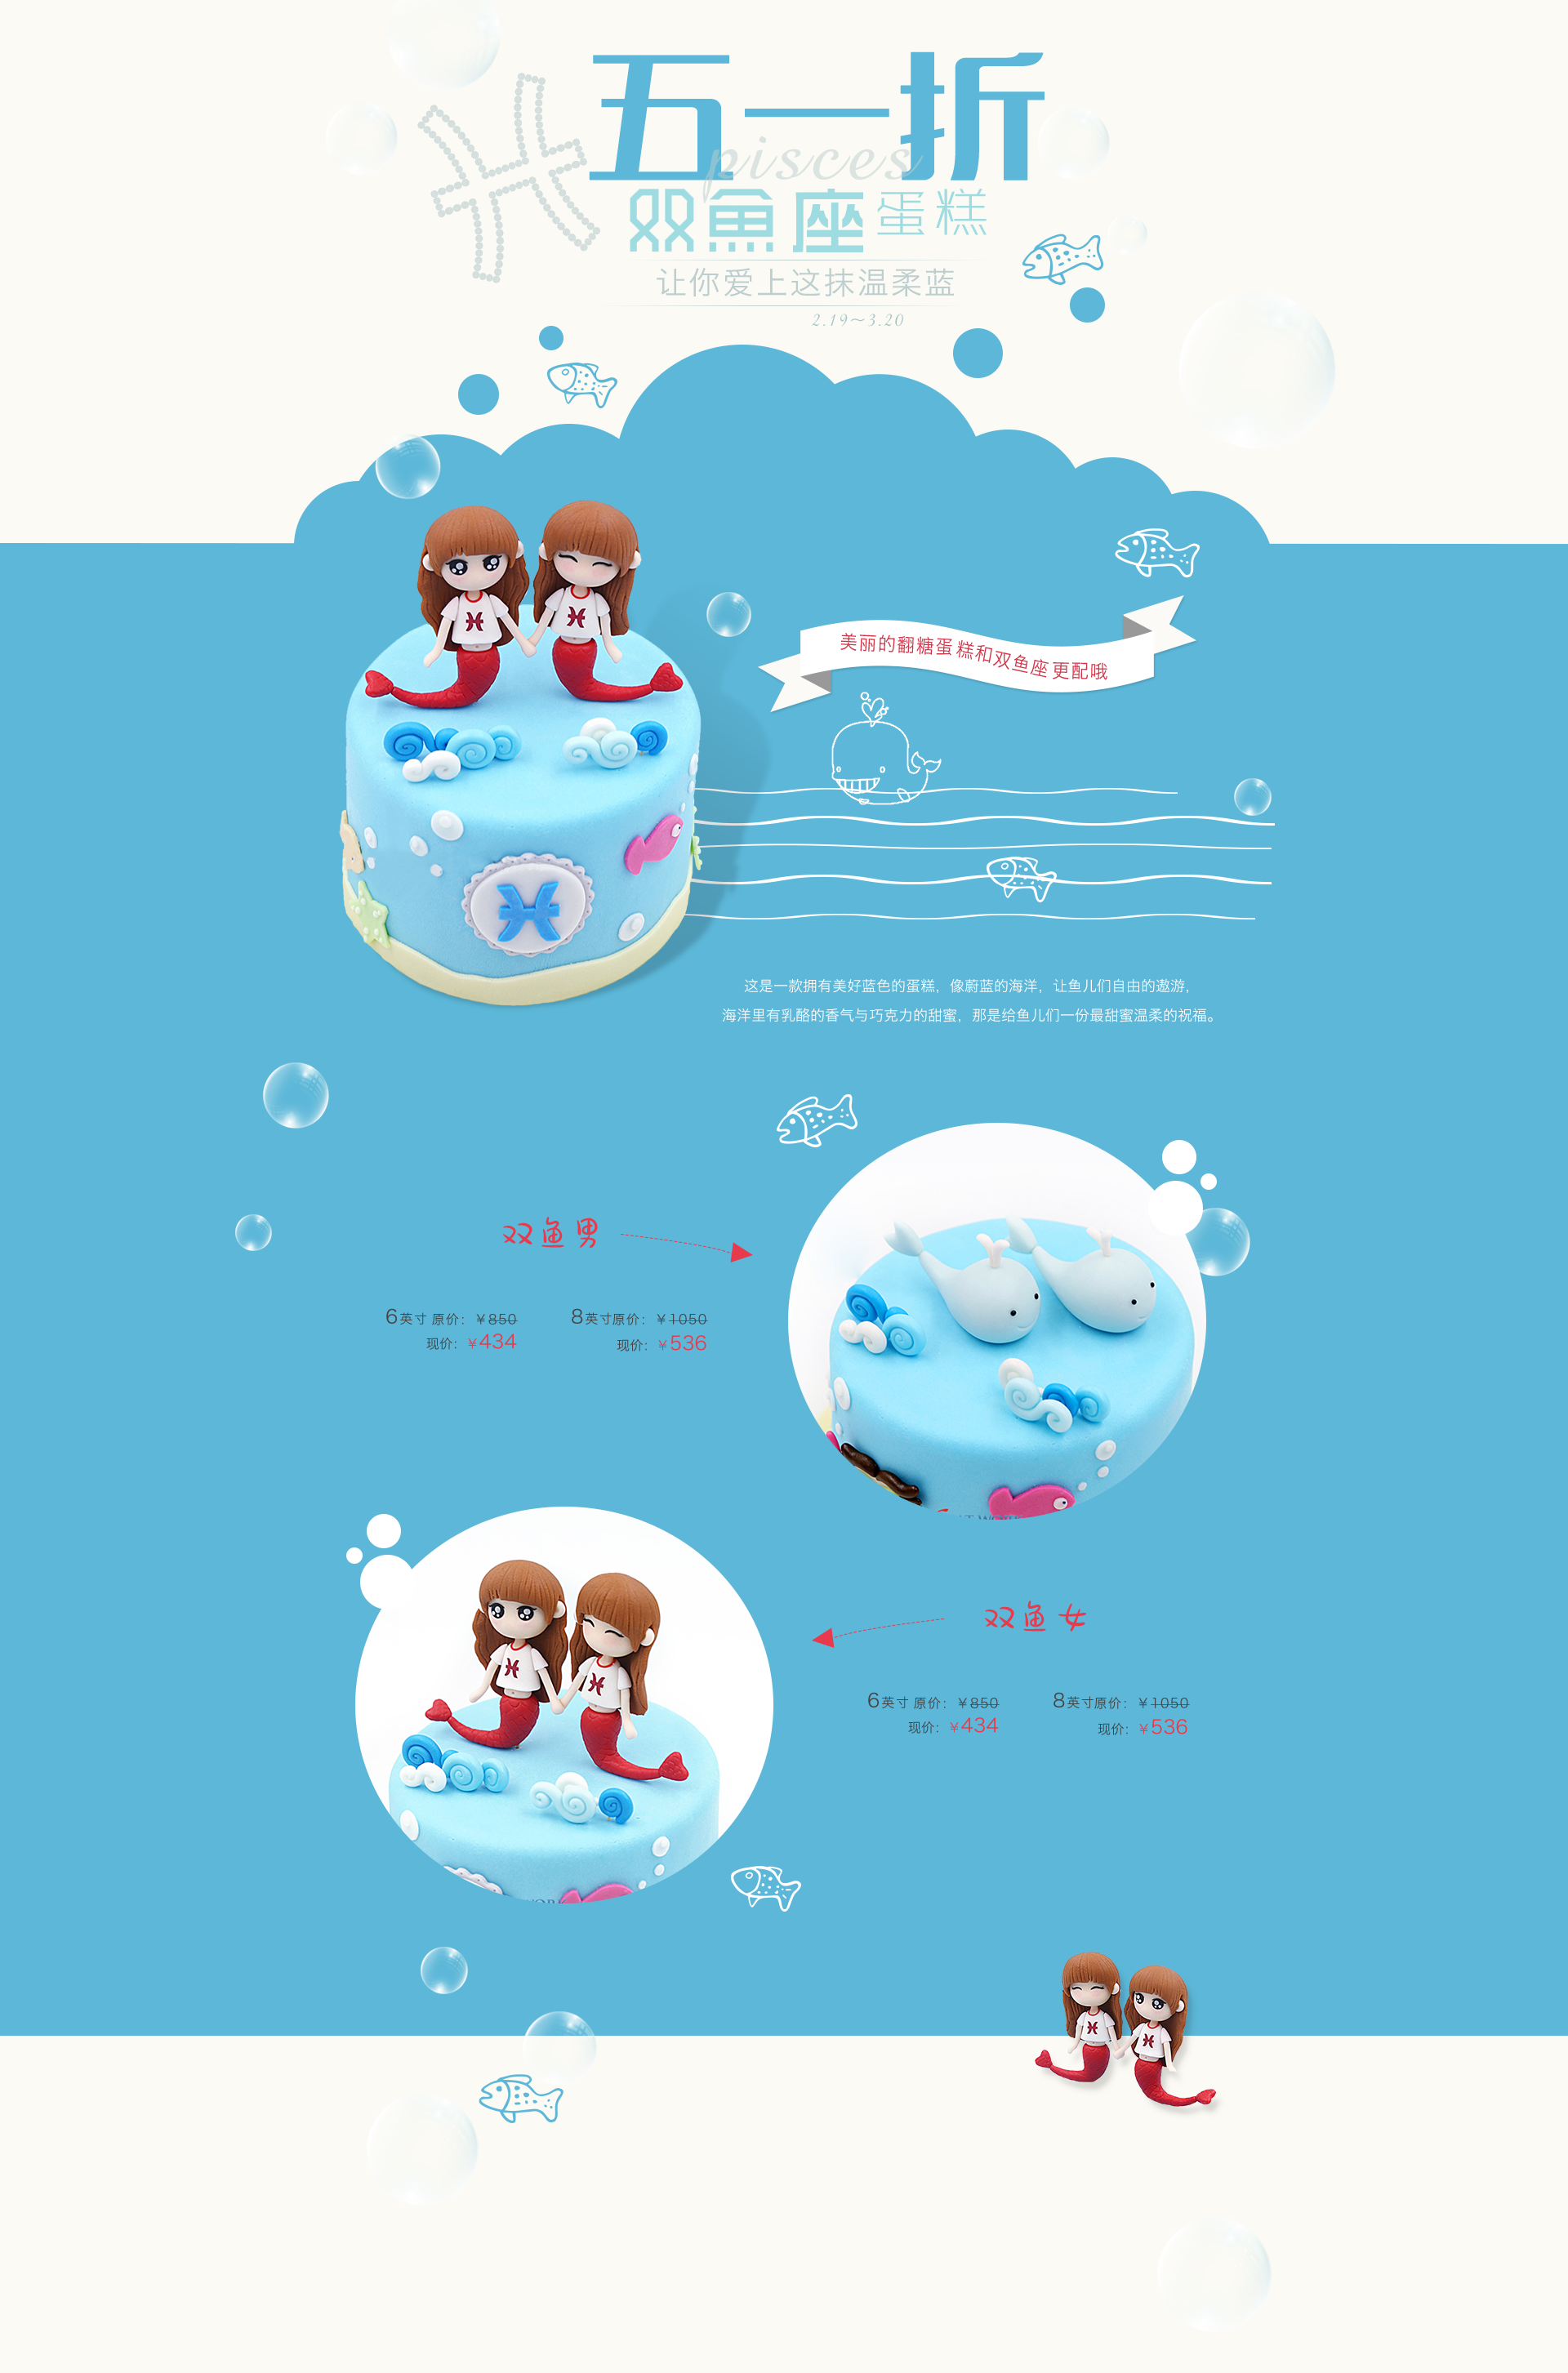 五一折
pisces
双魚座蛋糕
让你爱上这抹温柔蓝
2.19~3.20
美丽的翻糖蛋糕和双鱼座更配哦
这是一款拥有美好蓝色的蛋糕，像蔚蓝的海洋，让鱼儿们自由的遨游，
海洋里有乳酪的香气与巧克力的甜蜜，那是给鱼儿们一份最甜蜜温柔的祝福。
双鱼男
6英寸 原价：￥850
现价：￥434
8英寸原价：￥1050
现价：￥536
双鱼女
6英寸 原价：￥850
现价：￥434
8英寸原价：￥1050
现价：￥536